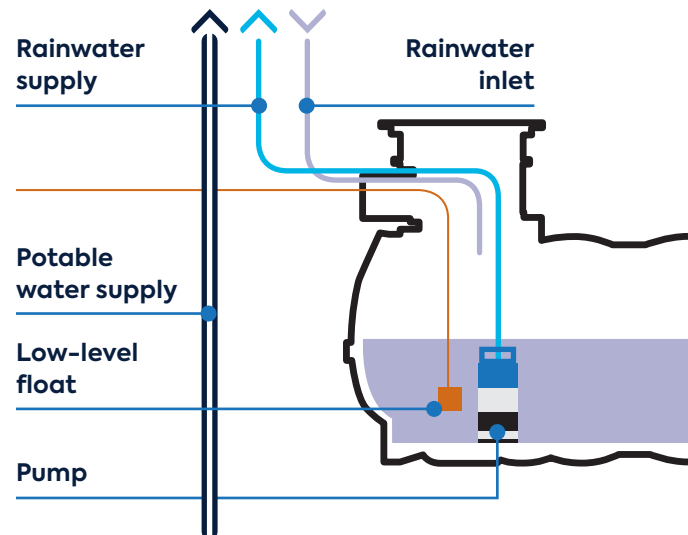 Rainwater
supply
Rainwater
inlet
Potable
water supply
Low-level
float
Pump